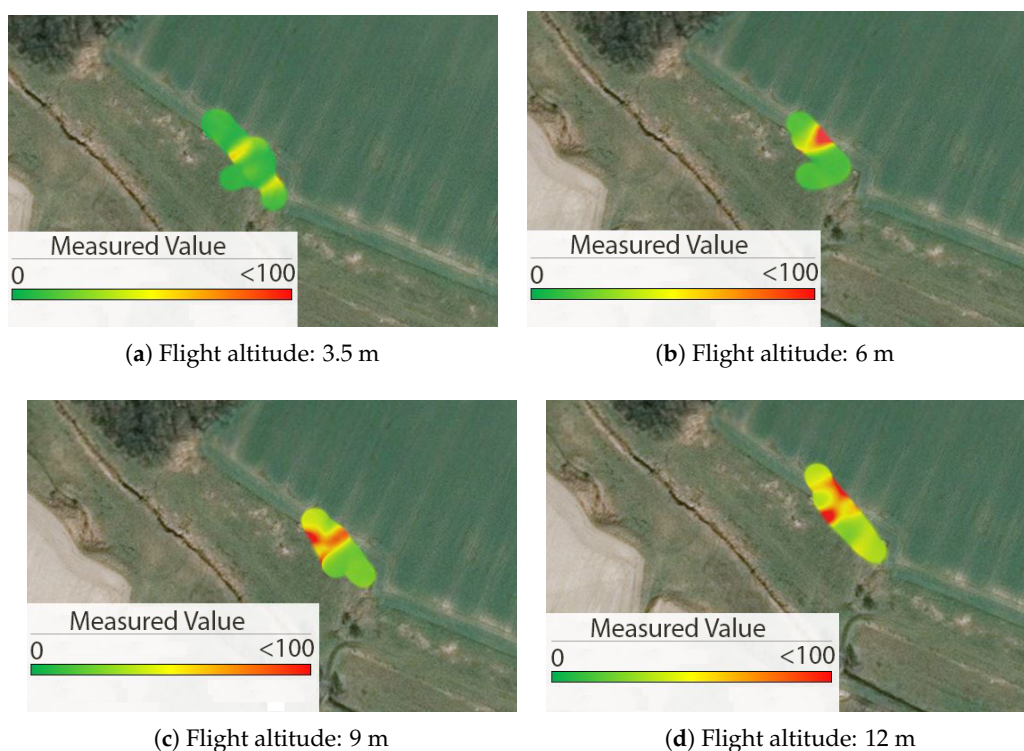 Measured Value
0 <100
(a) Flight altitude: 3.5 m
Measured Value
0 <100
(b) Flight altitude: 6 m
Measured Value
0 <100
(c) Flight altitude: 9 m
Measured Value
0 <100
(d) Flight altitude: 12 m